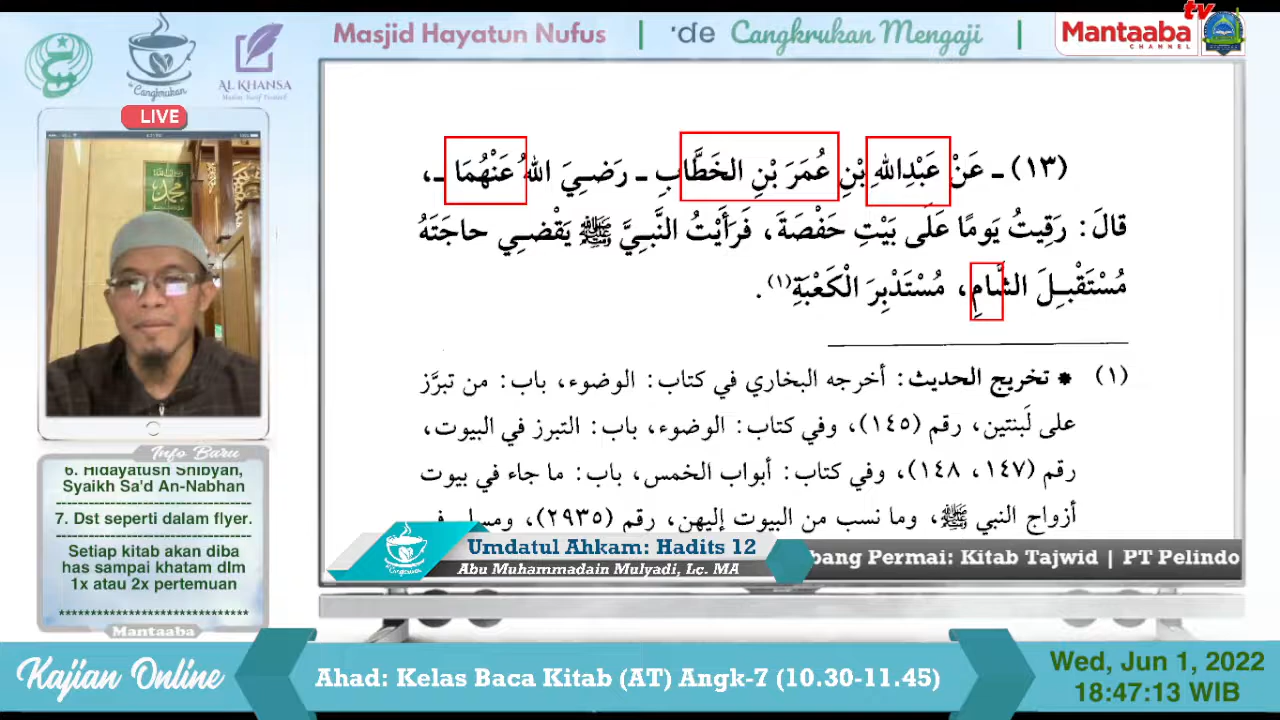 Masjid Hayatun Nufus | 'de Cangkrukan Mengaji |
Mantaaba tv
CHANNEL
de Cangkrukan
AL KHANSA
LIVE
(١٣) ـ عَنْ عَبْدِاللهِ بْنِ عُمَرَ بْنِ الخَطَّابِ ـ رَضِيَ اللهُ عَنْهُمَا ـ،
قالَ: رَقِيتُ يَومًا عَلَى بَيْتِ حَفْصَةَ، فَرَأَيْتُ النَّبِيَّ ﷺ يَقْضِي حاجَتَهُ
مُسْتَقْبِلَ الشَّامِ، مُسْتَدْبِرَ الْكَعْبَةِ(١).
(١) ٭ تخريج الحديث: أخرجه البخاري في كتاب: الوضوء، باب: من تبرَّز
على لَبنتين، رقم (١٤٥)، وفي كتاب: الوضوء، باب: التبرز في البيوت،
رقم (١٤٧، ١٤٨)، وفي كتاب: أبواب الخمس، باب: ما جاء في بيوت
أزواج النبي ﷺ، وما نسب من البيوت إليهن، رقم (٢٩٣٥)، ومسلم في
Info Baru
6. Hidayatush Shibyan,
Syaikh Sa'd An-Nabhan
7. Dst seperti dalam flyer.
Setiap kitab akan diba
has sampai khatam dlm
1x atau 2x pertemuan
******************************
Mantaaba
Umdatul Ahkam: Hadits 12
Abu Muhammadain Mulyadi, Lc. MA
bang Permai: Kitab Tajwid | PT Pelindo
Kajian Online
Ahad: Kelas Baca Kitab (AT) Angk-7 (10.30-11.45)
Wed, Jun 1, 2022
18:47:13 WIB